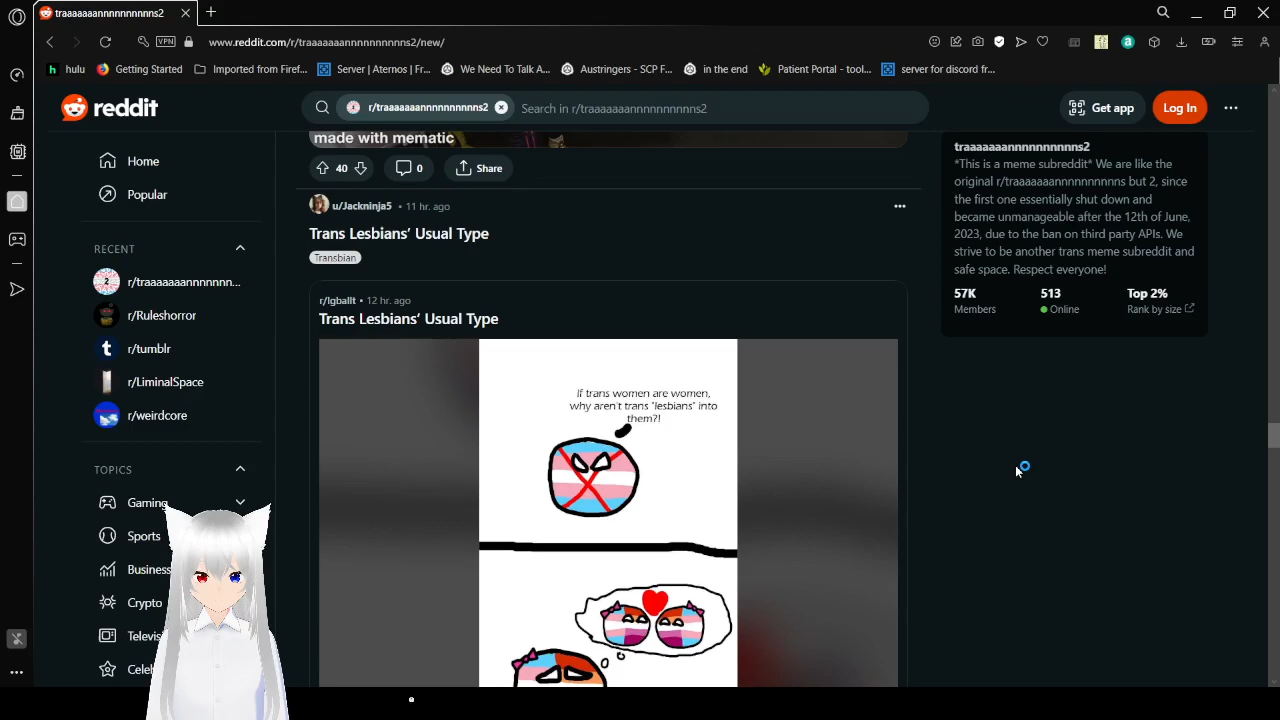 traaaaaaannnnnnnnnns2
VPN
www.reddit.com/r/traaaaaaannnnnnnnnns2/new/
hulu
Getting Started
Imported from Firef...
Server | Aternos | Fr...
We Need To Talk A...
Austringers - SCP F...
in the end
Patient Portal - tool...
server for discord fr...
reddit
r/traaaaaaannnnnnnnnns2
Search in r/traaaaaaannnnnnnnnns2
Get app
Log In
Home
Popular
RECENT
r/traaaaaaannnnnnn...
r/Ruleshorror
r/tumblr
r/LiminalSpace
r/weirdcore
TOPICS
Gaming
Sports
Business
Crypto
Televis
Celeb
made with mematic
40
0
Share
u/Jackninja5 • 11 hr. ago
Trans Lesbians’ Usual Type
Transbian
r/lgballt • 12 hr. ago
Trans Lesbians’ Usual Type
If trans women are women,
why aren't trans "lesbians" into
them?!
traaaaaaannnnnnnnnns2
*This is a meme subreddit* We are like the
original r/traaaaaaannnnnnnnnns but 2, since
the first one essentially shut down and
became unmanageable after the 12th of June,
2023, due to the ban on third party APIs. We
strive to be another trans meme subreddit and
safe space. Respect everyone!
57K
Members
513
Online
Top 2%
Rank by size